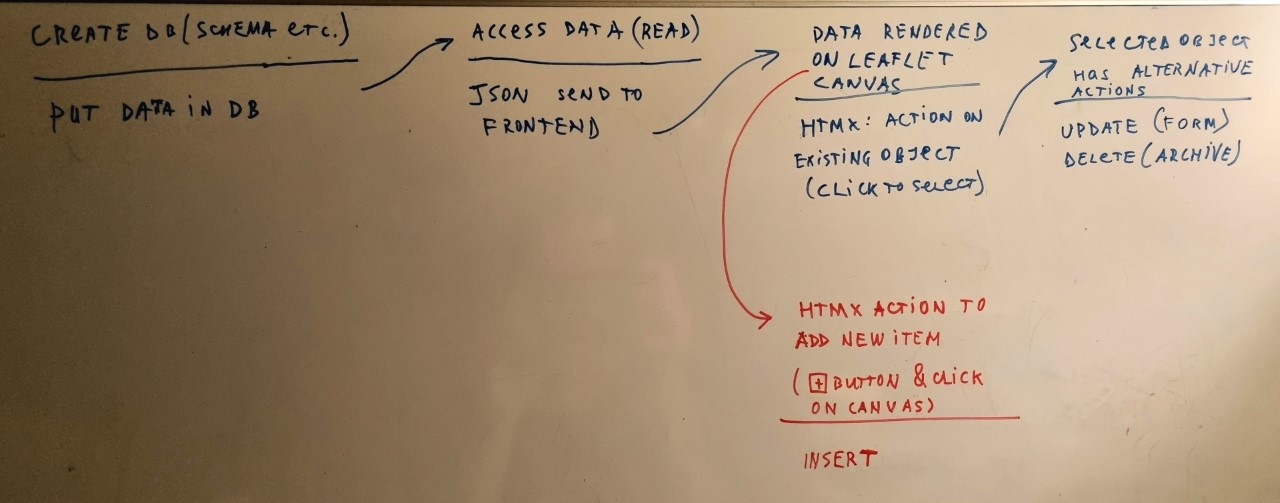 CREATE DB (SCHEMA etc.)
PUT DATA IN DB
ACCESS DATA (READ)
JSON SEND TO
FRONTEND
DATA RENDERED
ON LEAFLET
CANVAS
HTMX: ACTION ON
EXISTING OBJECT
(CLICK TO SELECT)
SELECTED OBJECT
HAS ALTERNATIVE
ACTIONS
UPDATE (FORM)
DELETE (ARCHIVE)
HTMX ACTION TO
ADD NEW ITEM
(+ BUTTON & CLICK
ON CANVAS)
INSERT